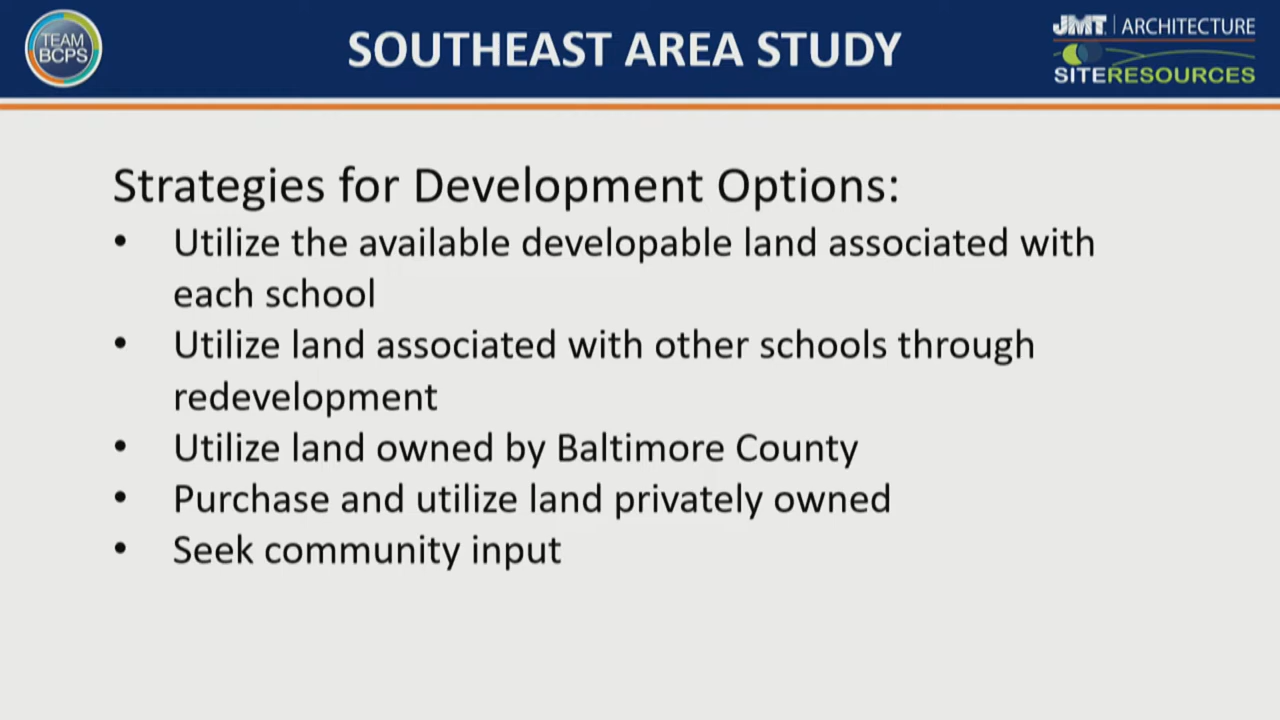 TEAM
BCPS
SOUTHEAST AREA STUDY
JMT. | ARCHITECTURE
SITERESOURCES
Strategies for Development Options:
• Utilize the available developable land associated with
each school
• Utilize land associated with other schools through
redevelopment
• Utilize land owned by Baltimore County
• Purchase and utilize land privately owned
• Seek community input